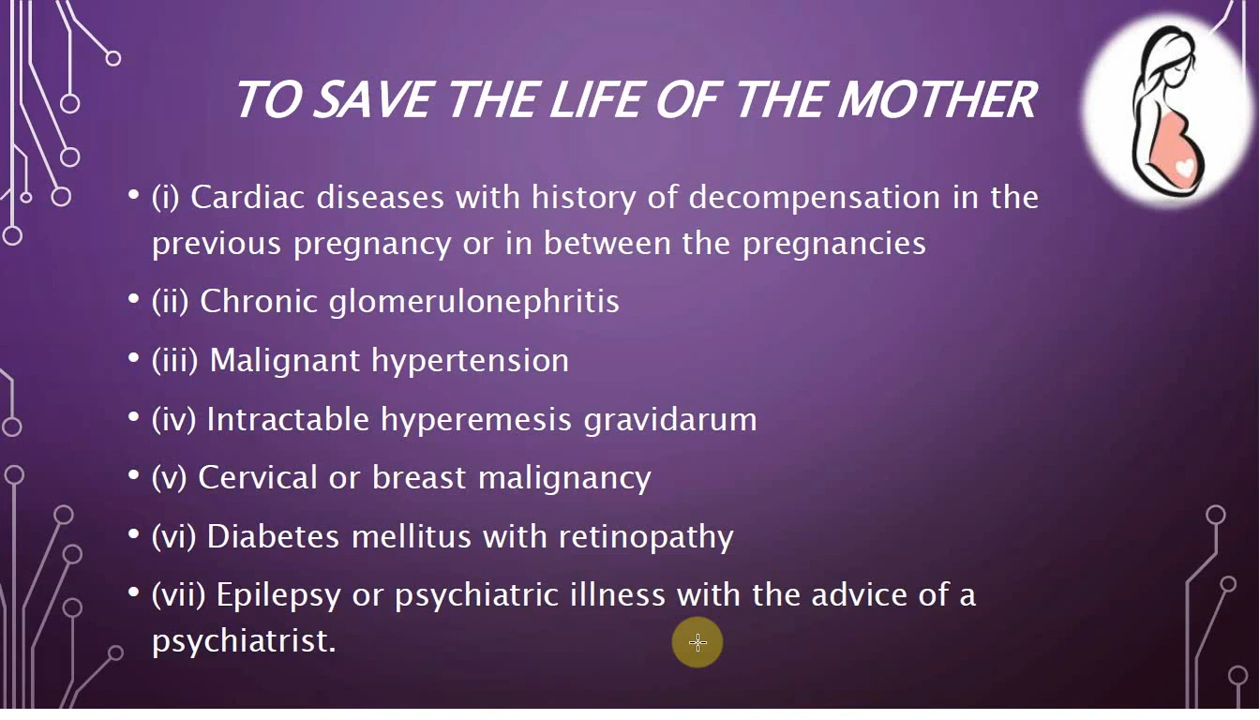 TO SAVE THE LIFE OF THE MOTHER
• (i) Cardiac diseases with history of decompensation in the
previous pregnancy or in between the pregnancies
• (ii) Chronic glomerulonephritis
• (iii) Malignant hypertension
• (iv) Intractable hyperemesis gravidarum
• (v) Cervical or breast malignancy
• (vi) Diabetes mellitus with retinopathy
• (vii) Epilepsy or psychiatric illness with the advice of a
psychiatrist.